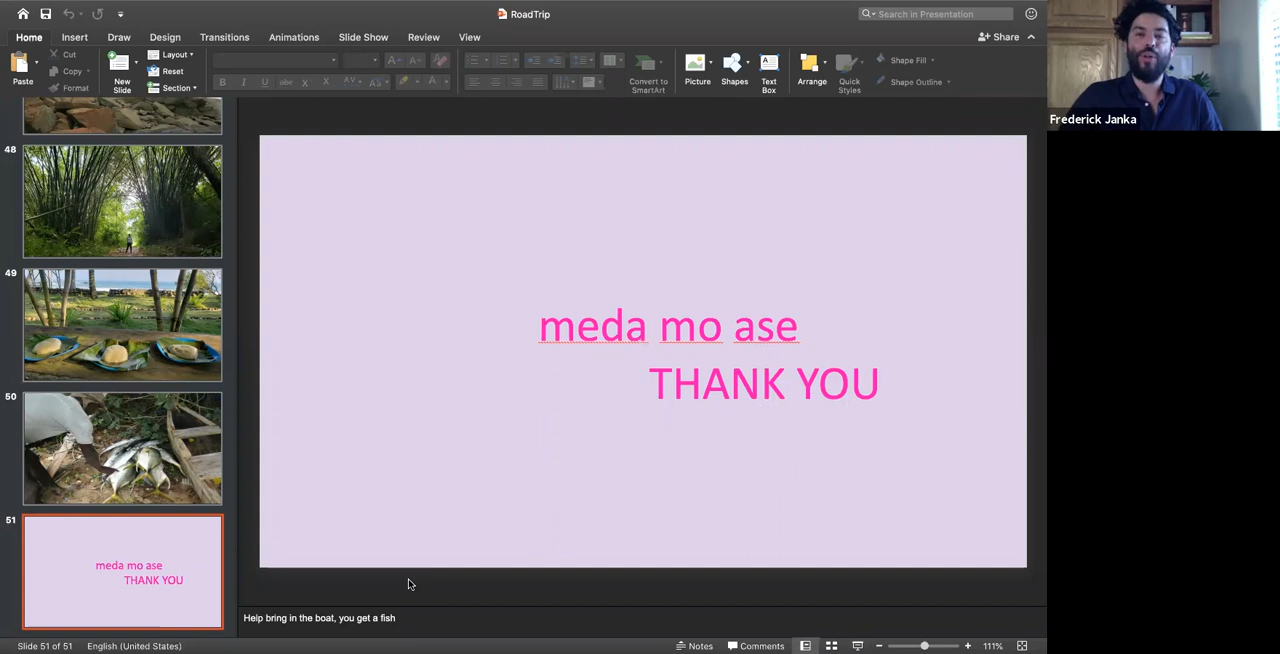 RoadTrip
Search in Presentation
Home Insert Draw Design Transitions Animations Slide Show Review View
Share
Paste
Cut
Copy
Format
New Slide
Layout
Reset
Section
B I U abc X X AV Aa A
Convert to SmartArt
Picture
Shapes
Text Box
Arrange
Quick Styles
Shape Fill
Shape Outline
Frederick Janka
48
49
50
51
meda mo ase
THANK YOU
meda mo ase
THANK YOU
Help bring in the boat, you get a fish
Slide 51 of 51 English (United States)
Notes Comments 111%